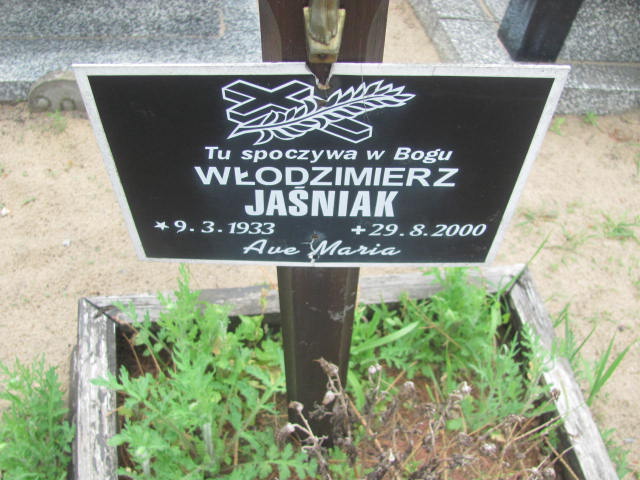 Tu spoczywa w Bogu
WŁODZIMIERZ
JAŚNIAK
* 9.3.1933 + 29.8.2000
Ave Maria